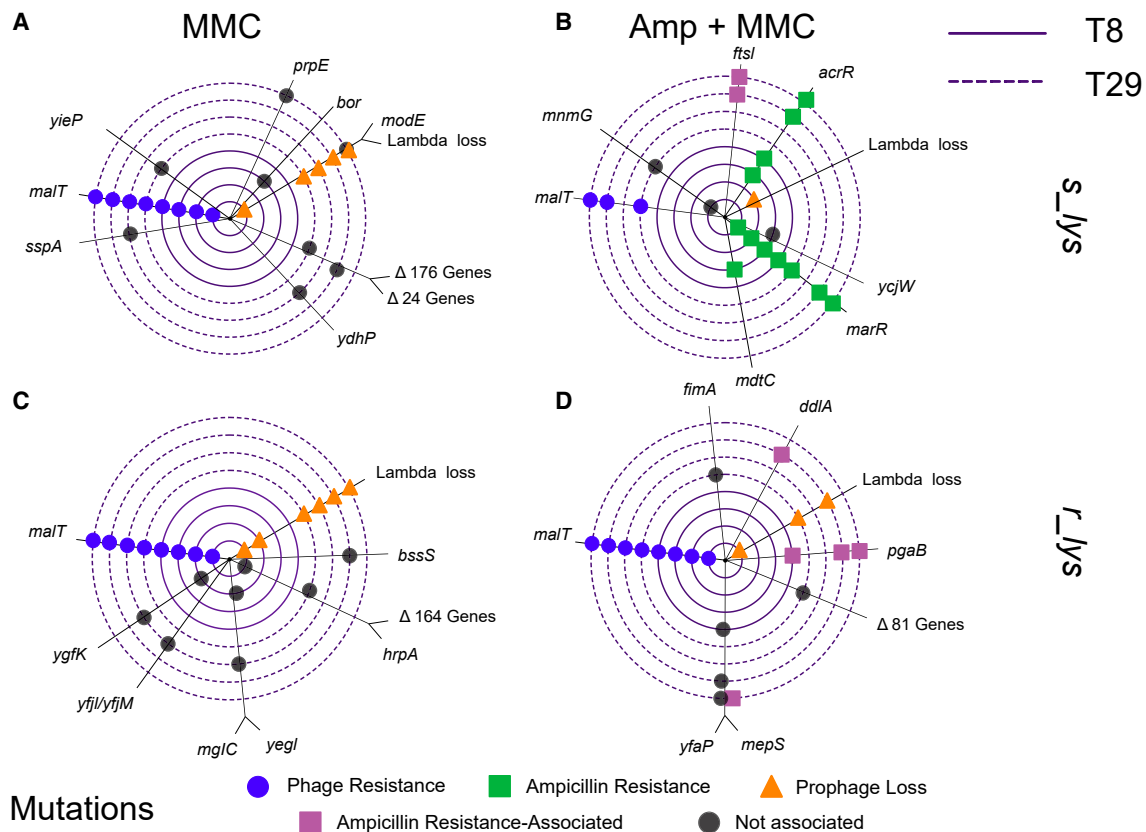 A
MMC
B
Amp + MMC
T8
T29
prpE
bor
modE
Lambda loss
yieP
malT
sspA
Δ 176 Genes
Δ 24 Genes
ydhP
ftsI
acrR
mnmG
Lambda loss
malT
ycjW
marR
mdtC
s_lys
C
Lambda loss
malT
bssS
Δ 164 Genes
hrpA
ygfK
yfjI/yfjM
mglC
yegI
D
fimA
ddlA
Lambda loss
malT
pgaB
Δ 81 Genes
yfaP
mepS
r_lys
Mutations
Phage Resistance
Ampicillin Resistance
Prophage Loss
Ampicillin Resistance-Associated
Not associated